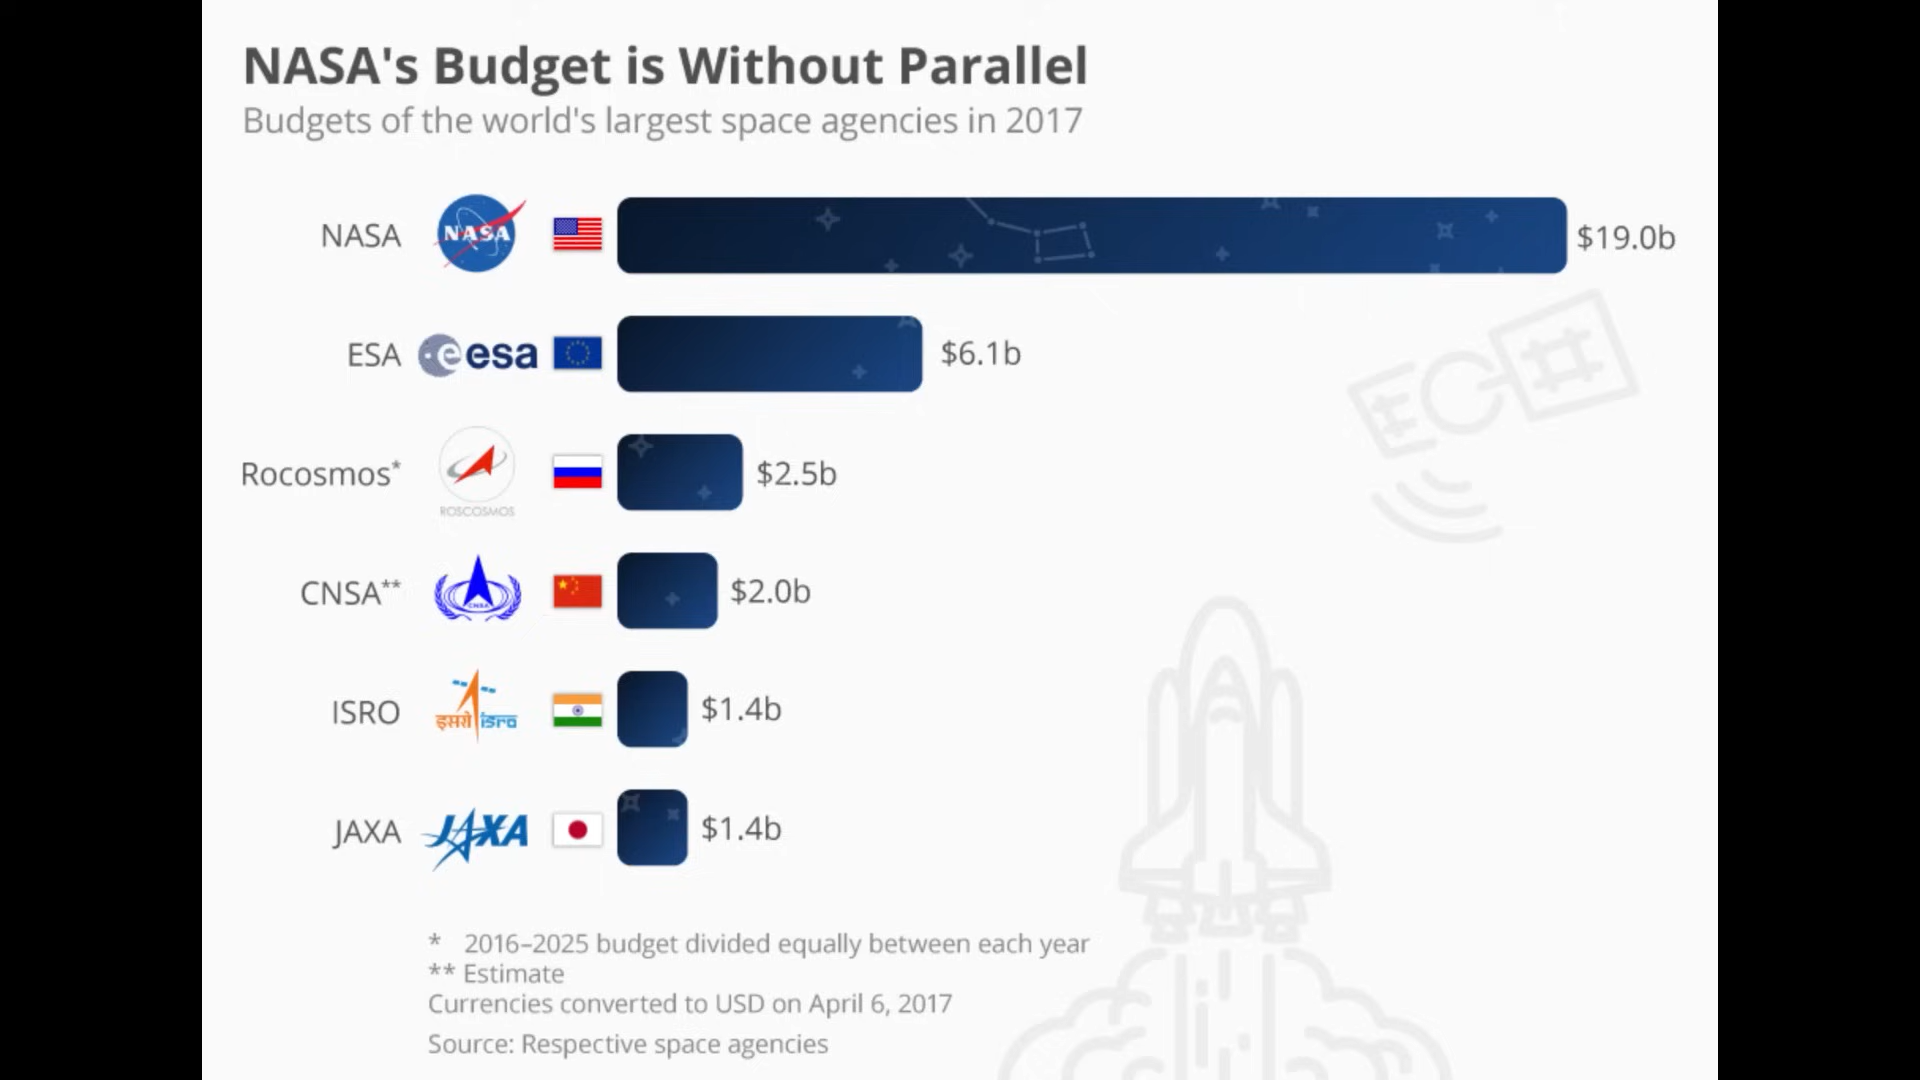 NASA's Budget is Without Parallel
Budgets of the world's largest space agencies in 2017
NASA NASA $19.0b
ESA esa $6.1b
Rocosmos* $2.5b
ROSCOSMOS
CNSA** CNSA $2.0b
ISRO इसरो isro $1.4b
JAXA JAXA $1.4b
* 2016–2025 budget divided equally between each year
** Estimate
Currencies converted to USD on April 6, 2017
Source: Respective space agencies